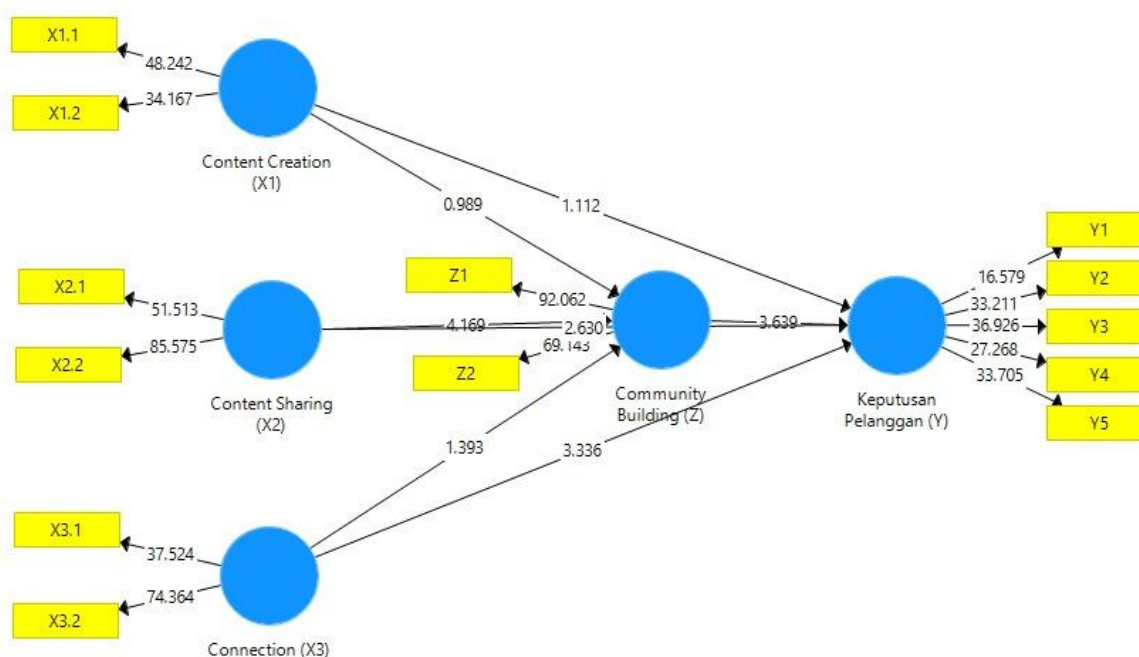 X1.1
48.242
34.167
X1.2
Content Creation
(X1)
0.989
1.112
X2.1
51.513
85.575
X2.2
Content Sharing
(X2)
Z1
92.062
4.169
2.630
69.143
Z2
3.639
Community
Building (Z)
Keputusan
Pelanggan (Y)
Y1
16.579
Y2
33.211
Y3
36.926
Y4
27.268
33.705
Y5
1.393
3.336
X3.1
37.524
74.364
X3.2
Connection (X3)